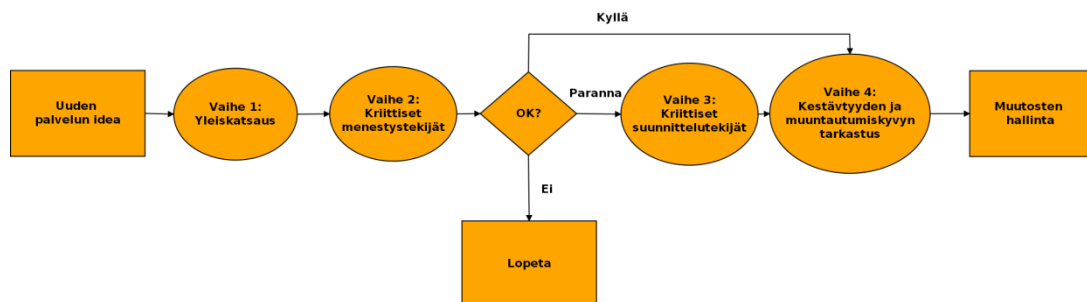 Kyllä
Uuden
palvelun idea
Vaihe 1:
Yleiskatsaus
Vaihe 2:
Kriittiset
menestystekijät
OK?
Paranna
Vaihe 3:
Kriittiset
suunnittelutekijät
Vaihe 4:
Kestävtyyden ja
muuntautumiskyvyn
tarkastus
Muutosten
hallinta
Ei
Lopeta